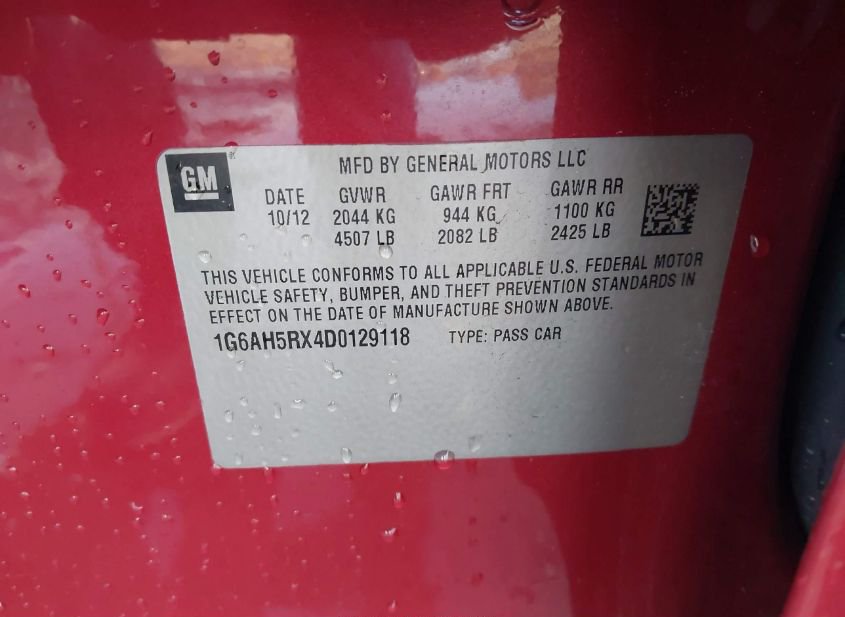 GM
MFD BY GENERAL MOTORS LLC
DATE GVWR GAWR FRT GAWR RR
10/12 2044 KG 944 KG 1100 KG
4507 LB 2082 LB 2425 LB
THIS VEHICLE CONFORMS TO ALL APPLICABLE U.S. FEDERAL MOTOR
VEHICLE SAFETY, BUMPER, AND THEFT PREVENTION STANDARDS IN
EFFECT ON THE DATE OF MANUFACTURE SHOWN ABOVE.
1G6AH5RX4D0129118 TYPE: PASS CAR